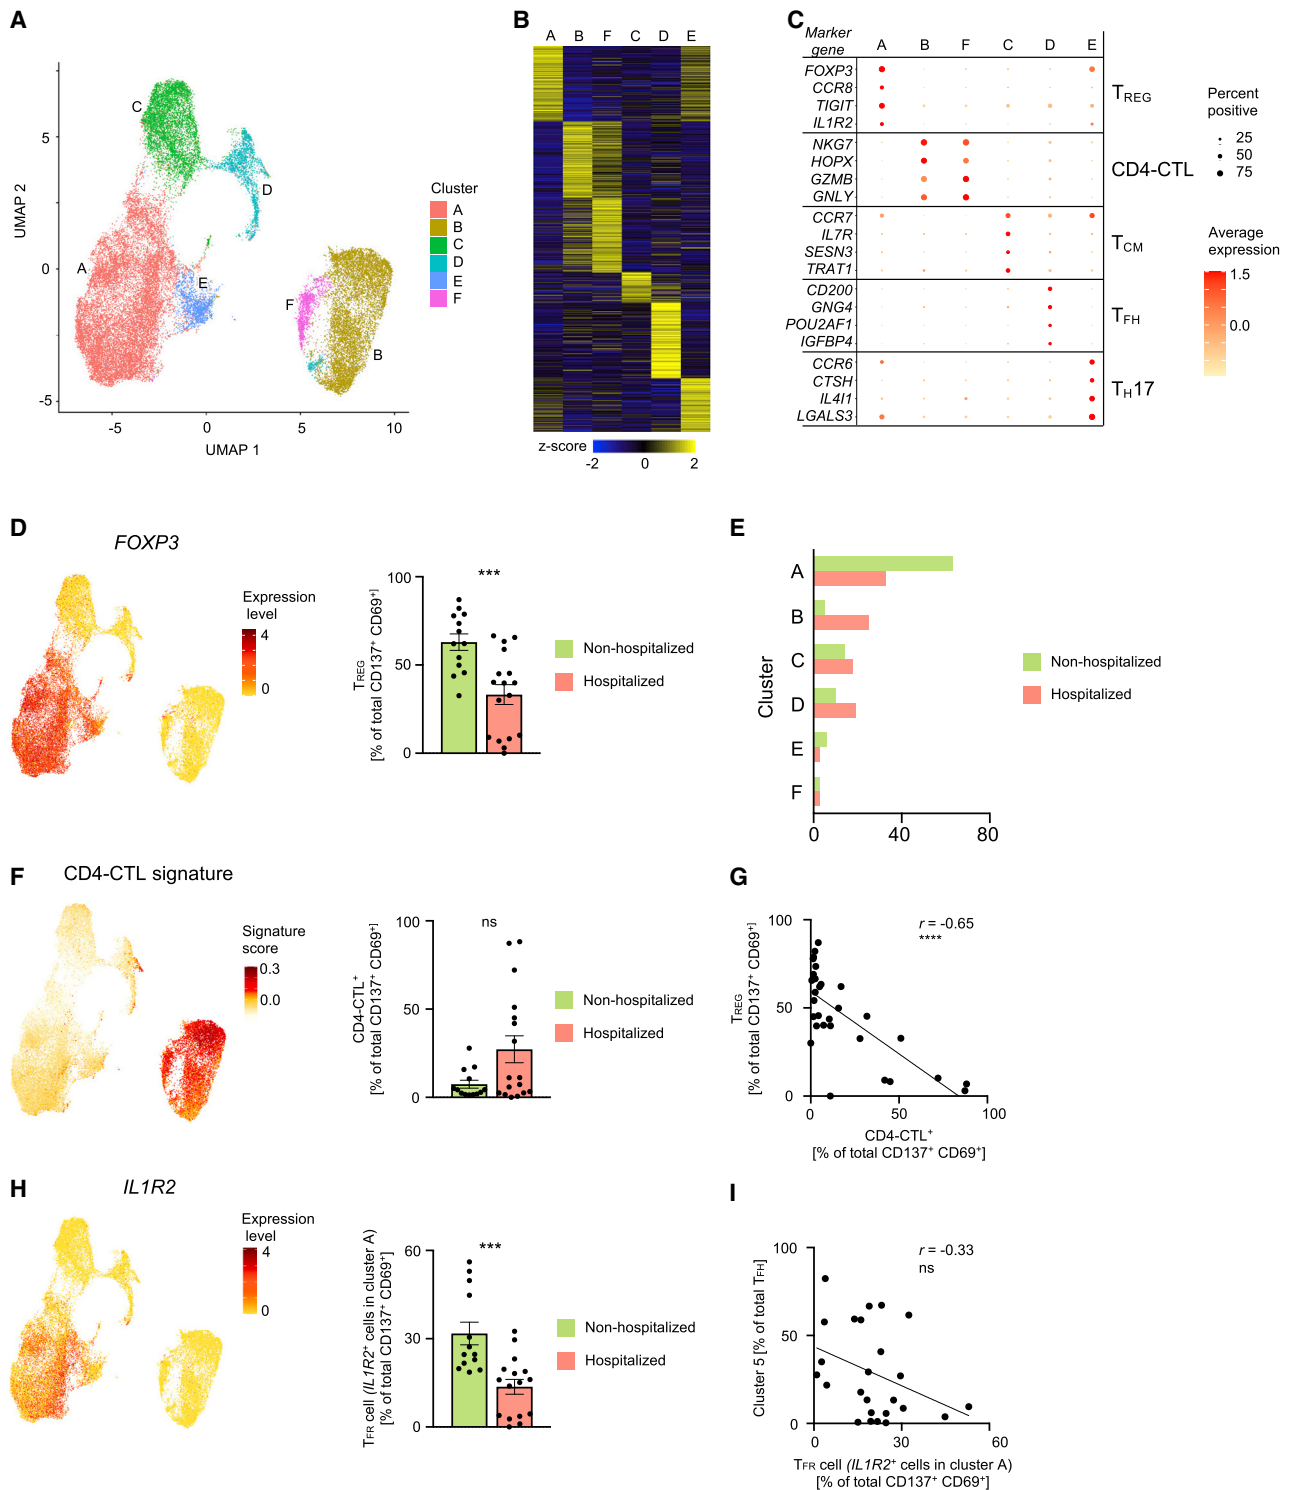 A
UMAP 2
5
0
-5
-5
0
5
10
UMAP 1
C
D
A
E
F
B
Cluster
A
B
C
D
E
F
B
A B F C D E
z-score
-2 0 2
C
Marker
gene
A B F C D E
FOXP3
CCR8
TIGIT
IL1R2
TREG
NKG7
HOPX
GZMB
GNLY
CD4-CTL
CCR7
IL7R
SESN3
TRAT1
TCM
CD200
GNG4
POU2AF1
IGFBP4
TFH
CCR6
CTSH
IL4I1
LGALS3
TH17
Percent
positive
25
50
75
Average
expression
1.5
0.0
D
FOXP3
Expression
level
4
0
TREG
[% of total CD137+ CD69+]
100
50
0
***
Non-hospitalized
Hospitalized
E
Cluster
A
B
C
D
E
F
0 40 80
Non-hospitalized
Hospitalized
F
CD4-CTL signature
Signature
score
0.3
0.0
CD4-CTL+
[% of total CD137+ CD69+]
100
50
0
ns
Non-hospitalized
Hospitalized
G
TREG
[% of total CD137+ CD69+]
100
50
0
r = -0.65
****
0 50 100
CD4-CTL+
[% of total CD137+ CD69+]
H
IL1R2
Expression
level
4
0
TFR cell (IL1R2+ cells in cluster A)
[% of total CD137+ CD69+]
60
30
0
***
Non-hospitalized
Hospitalized
I
Cluster 5 [% of total TFH]
100
50
0
r = -0.33
ns
0 30 60
TFR cell (IL1R2+ cells in cluster A)
[% of total CD137+ CD69+]